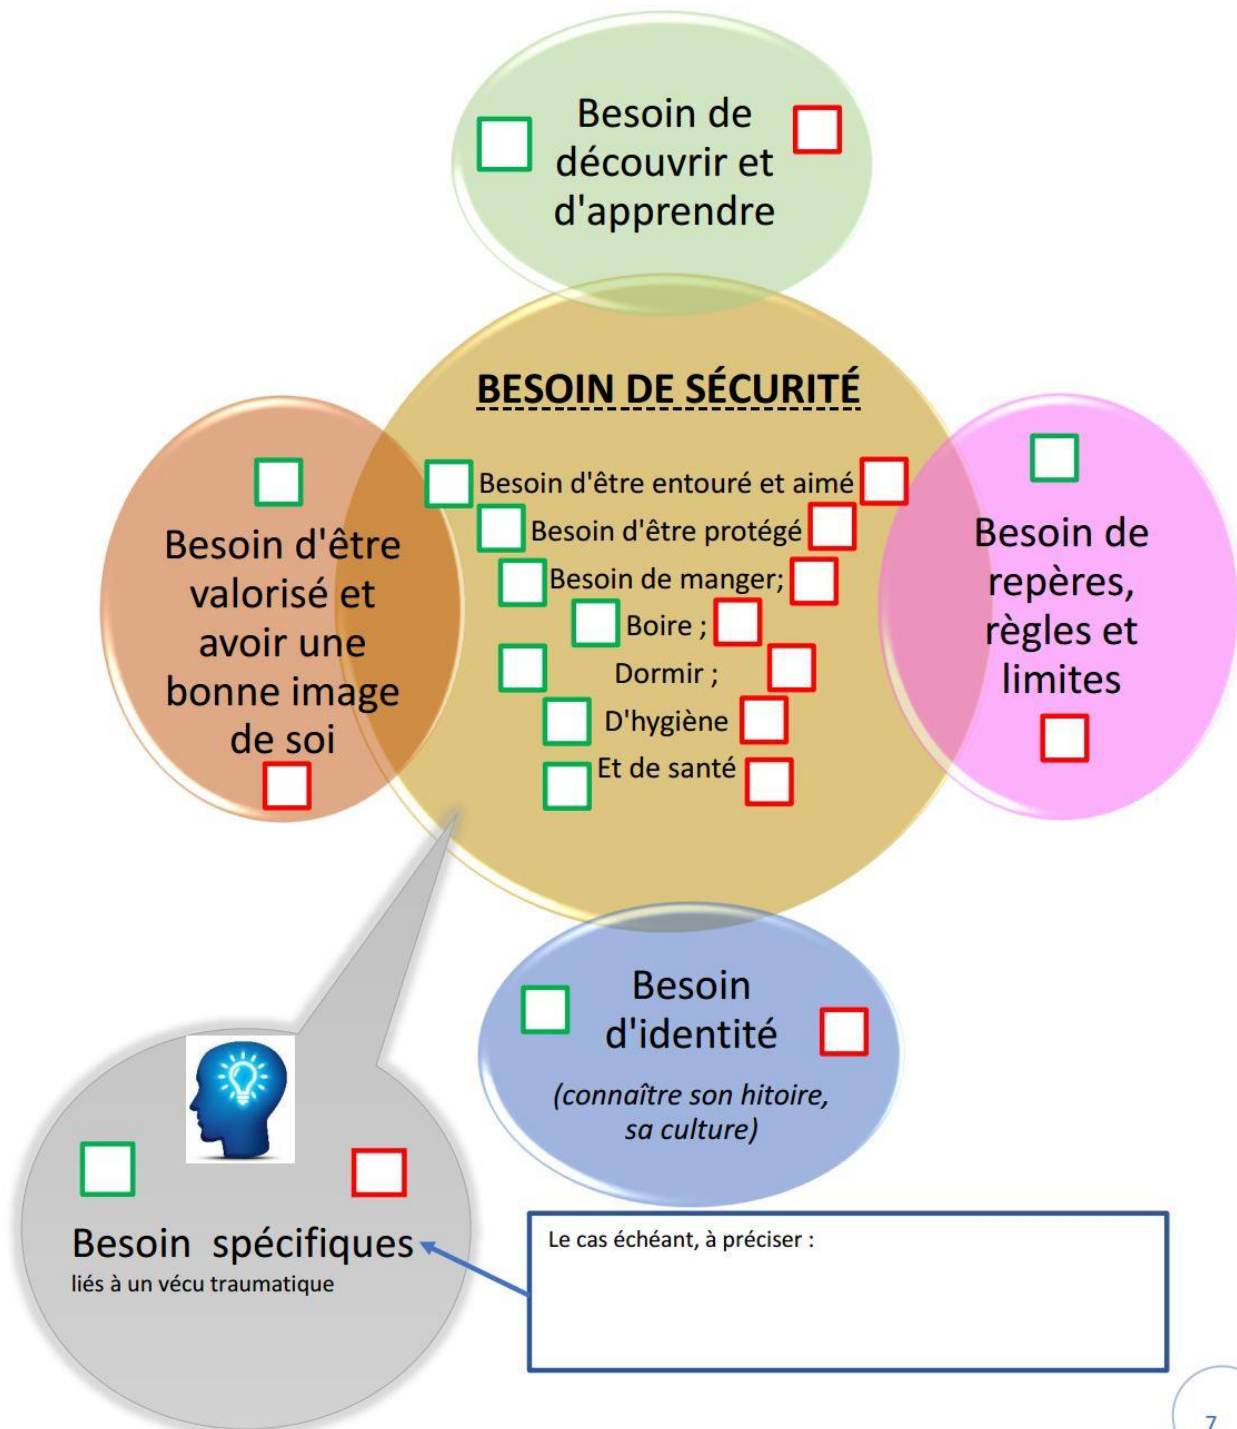 Besoin de
découvrir et
d'apprendre
BESOIN DE SÉCURITÉ
Besoin d'être entouré et aimé
Besoin d'être protégé
Besoin de manger;
Boire ;
Dormir ;
D'hygiène
Et de santé
Besoin d'être
valorisé et
avoir une
bonne image
de soi
Besoin de
repères,
règles et
limites
Besoin
d'identité
(connaître son hitoire,
sa culture)
Besoin spécifiques
liés à un vécu traumatique
Le cas échéant, à préciser :
7